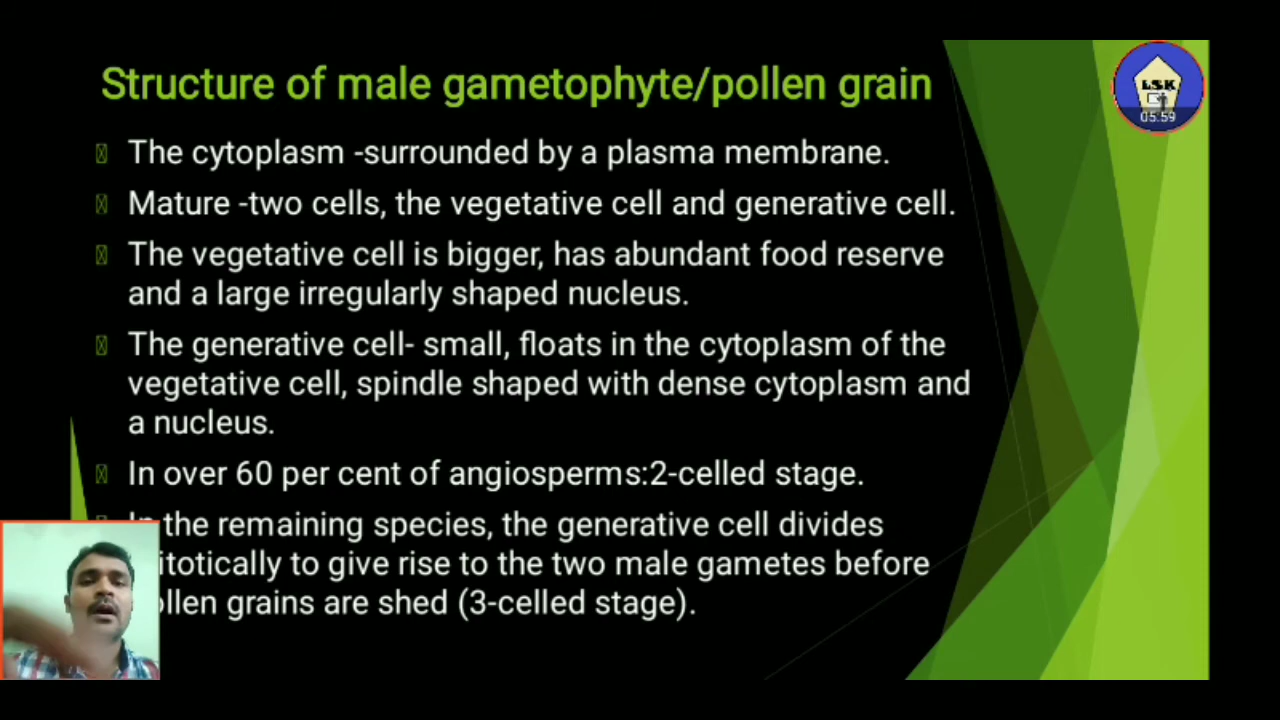 Structure of male gametophyte/pollen grain
LSK
05:59
The cytoplasm -surrounded by a plasma membrane.
Mature -two cells, the vegetative cell and generative cell.
The vegetative cell is bigger, has abundant food reserve
and a large irregularly shaped nucleus.
The generative cell- small, floats in the cytoplasm of the
vegetative cell, spindle shaped with dense cytoplasm and
a nucleus.
In over 60 per cent of angiosperms:2-celled stage.
In the remaining species, the generative cell divides
itotically to give rise to the two male gametes before
ollen grains are shed (3-celled stage).